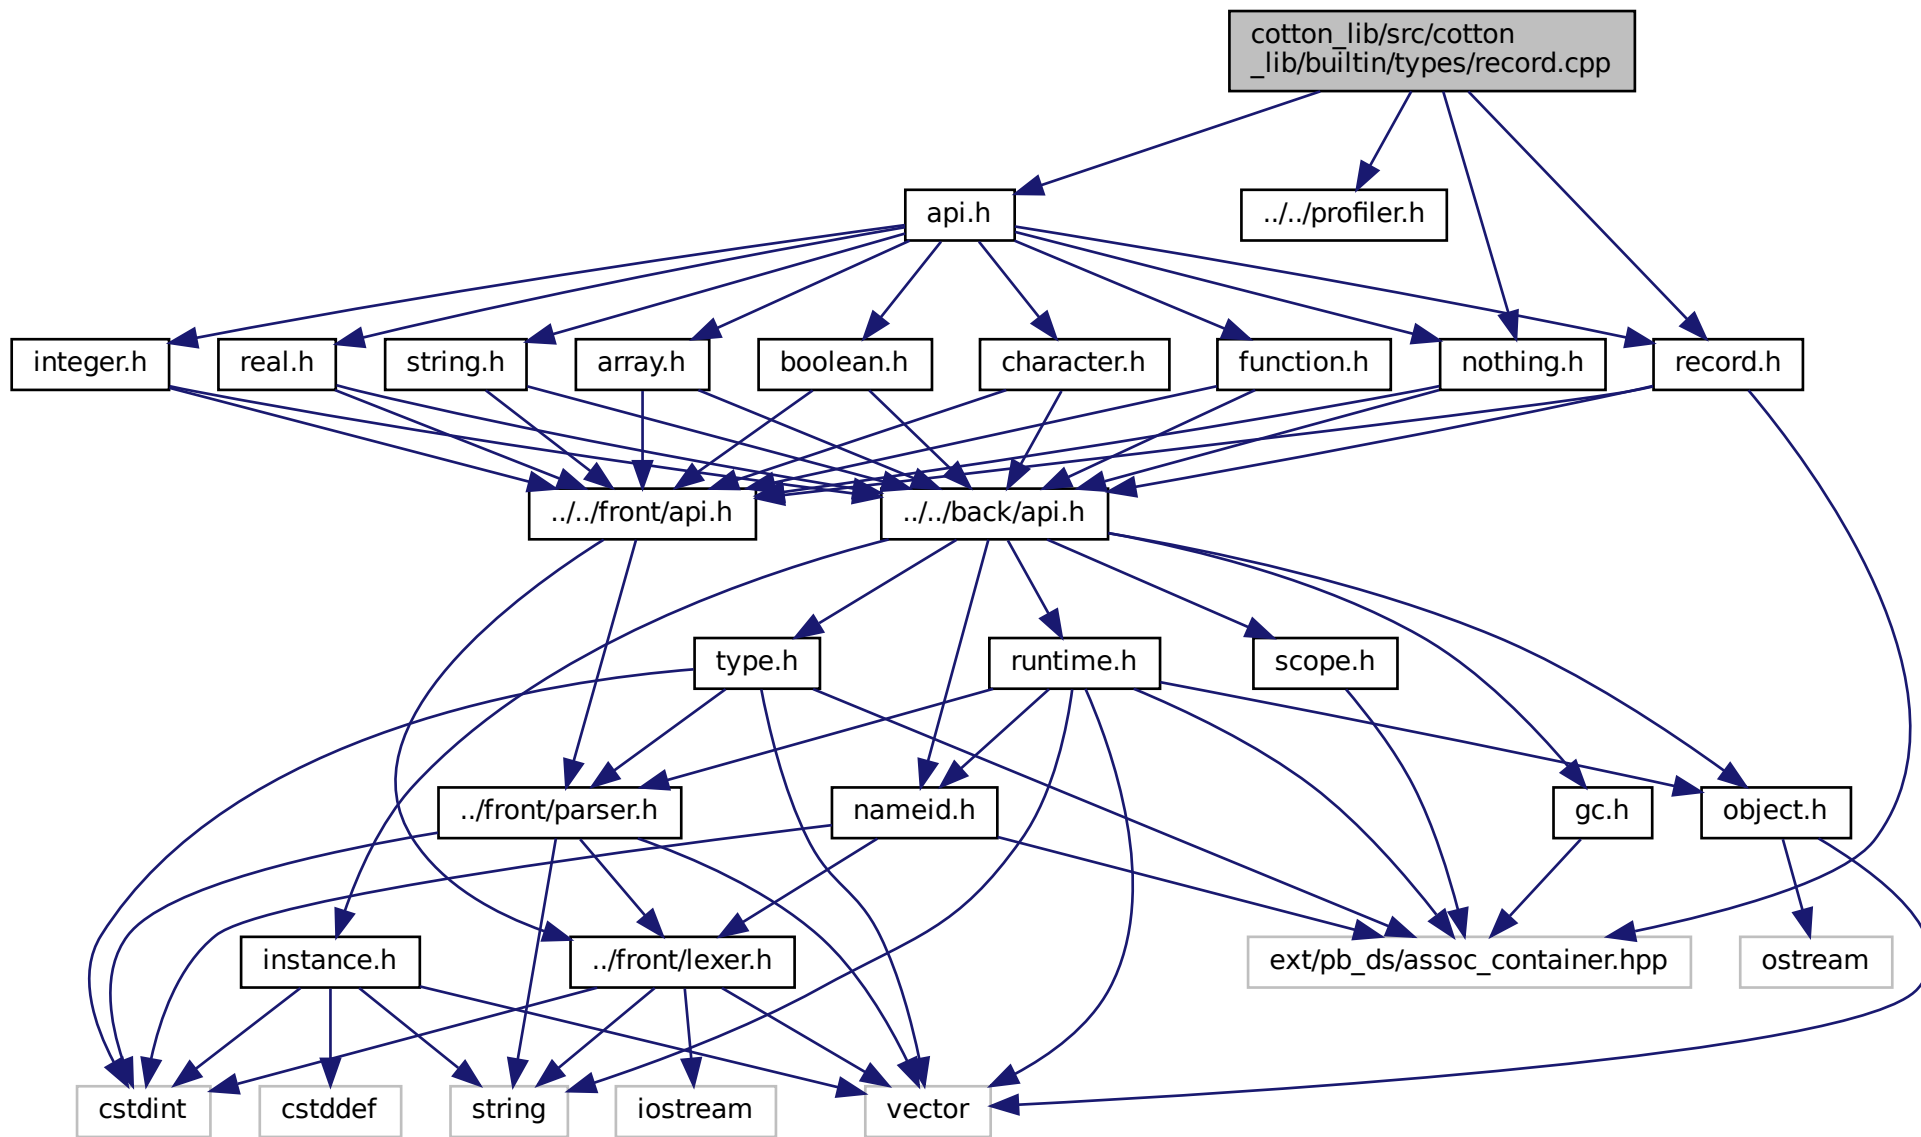 cotton_lib/src/cotton
_lib/builtin/types/record.cpp
api.h
../../profiler.h
integer.h
real.h
string.h
array.h
boolean.h
character.h
function.h
nothing.h
record.h
../../front/api.h
../../back/api.h
type.h
runtime.h
scope.h
../front/parser.h
nameid.h
gc.h
object.h
instance.h
../front/lexer.h
ext/pb_ds/assoc_container.hpp
ostream
cstdint
cstddef
string
iostream
vector